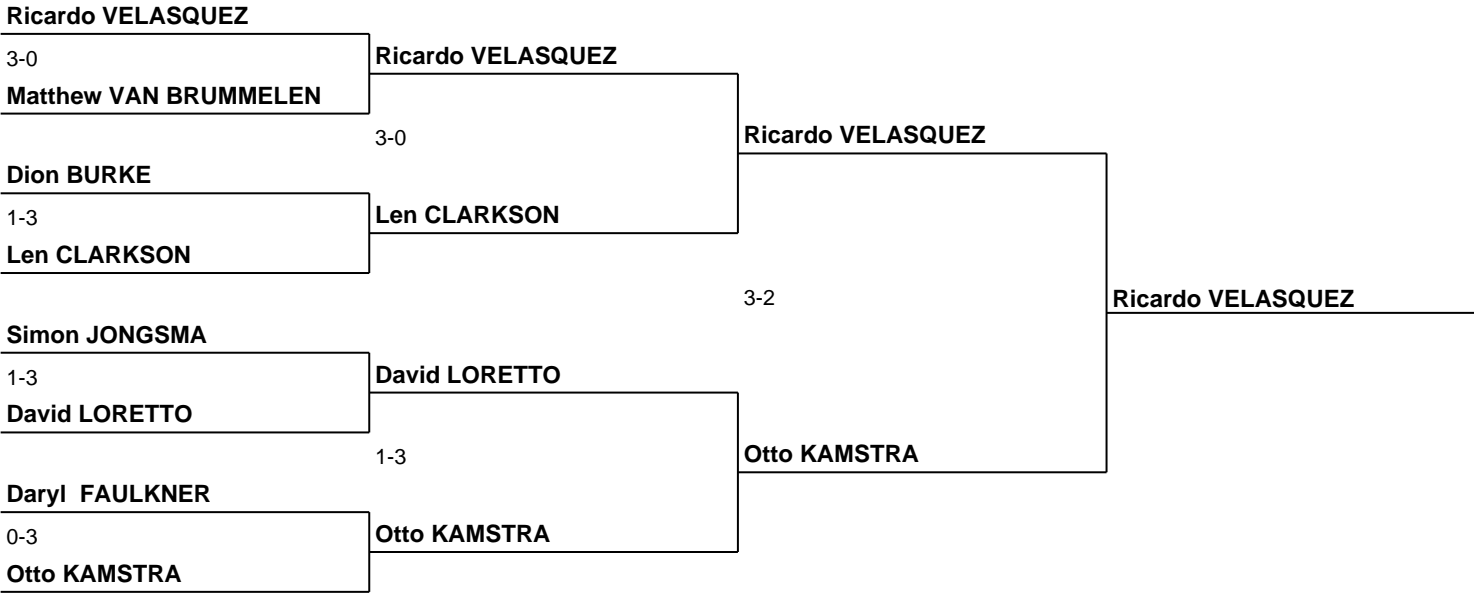 Ricardo VELASQUEZ
3-0
Ricardo VELASQUEZ
Matthew VAN BRUMMELEN
3-0
Ricardo VELASQUEZ
Dion BURKE
1-3
Len CLARKSON
Len CLARKSON
3-2
Ricardo VELASQUEZ
Simon JONGSMA
1-3
David LORETTO
David LORETTO
1-3
Otto KAMSTRA
Daryl  FAULKNER
0-3
Otto KAMSTRA
Otto KAMSTRA